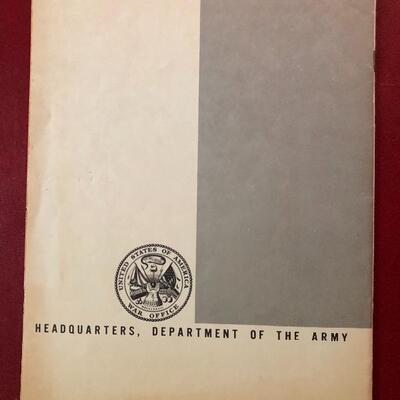 UNITED STATES OF AMERICA
WAR OFFICE
HEADQUARTERS, DEPARTMENT OF THE ARMY